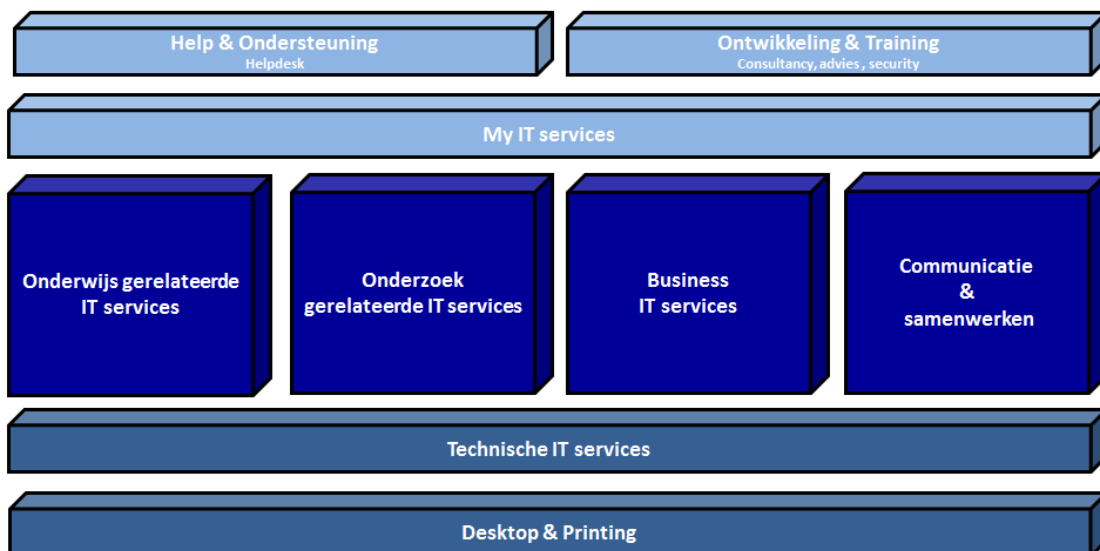 Help & Ondersteuning
Helpdesk
Ontwikkeling & Training
Consultancy, advies , security
My IT services
Onderwijs gerelateerde
IT services
Onderzoek
gerelateerde IT services
Business
IT services
Communicatie
&
samenwerken
Technische IT services
Desktop & Printing